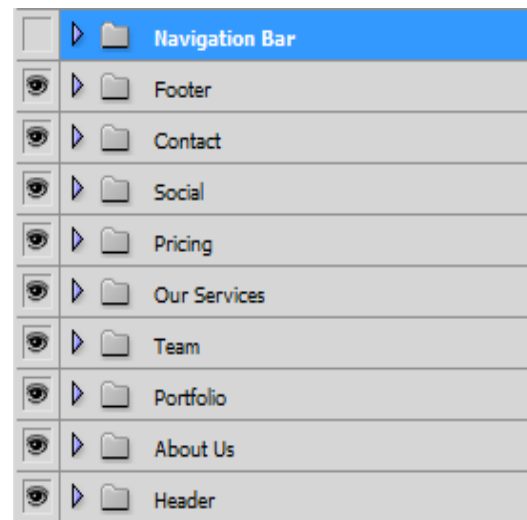 Navigation Bar
Footer
Contact
Social
Pricing
Our Services
Team
Portfolio
About Us
Header